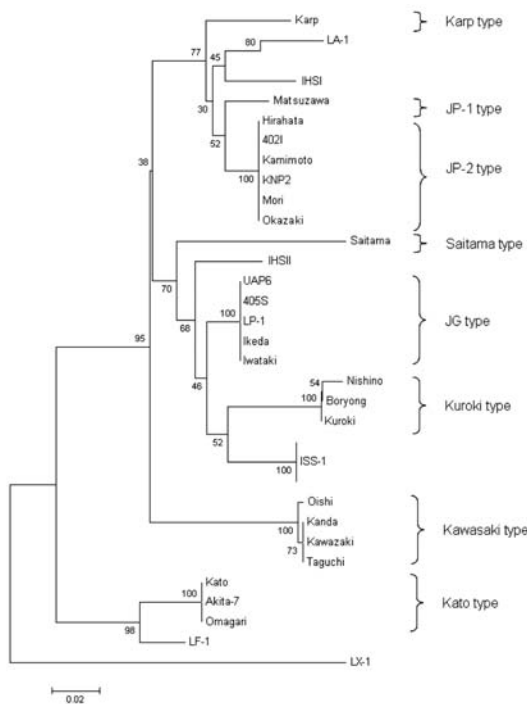 Karp
Karp type
80
LA-1
77
45
IHSI
30
Matsuzawa
JP-1 type
52
Hirahata
402I
Kamimoto
JP-2 type
100
KNP2
Mori
Okazaki
38
Saitama
Saitama type
70
IHSII
68
UAP6
405S
100
LP-1
JG type
Ikeda
Iwataki
95
46
54
Nishino
100
Boryong
Kuroki type
Kuroki
52
100
ISS-1
Oishi
100
Kanda
Kawazaki
Kawasaki type
73
Taguchi
Kato
100
Akita-7
Kato type
Omagari
98
LF-1
LX-1
0.02